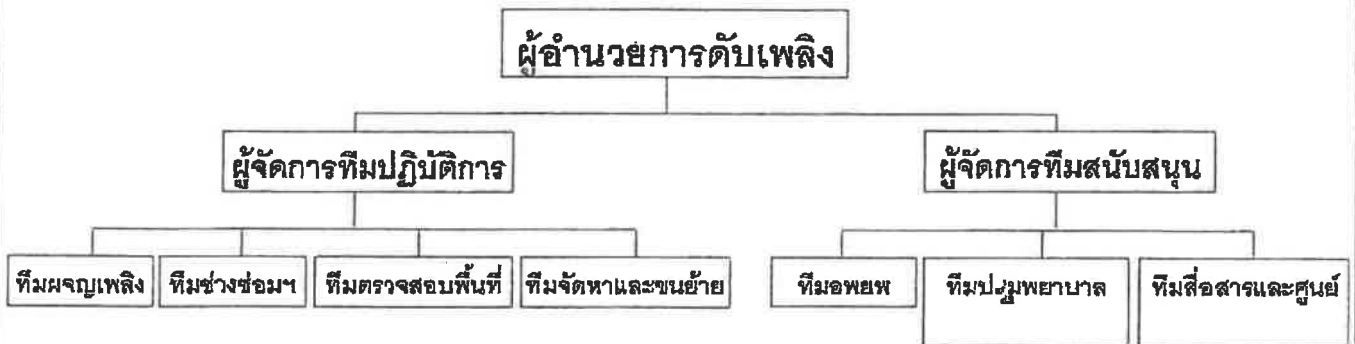 ผู้อำนวยการดับเพลิง
ผู้จัดการทีมปฏิบัติการ
ผู้จัดการทีมสนับสนุน
ทีมผจญเพลิง
ทีมช่างซ่อมฯ
ทีมตรวจสอบพื้นที่
ทีมจัดหาและขนย้าย
ทีมอพยพ
ทีมปฐมพยาบาล
ทีมสื่อสารและศูนย์